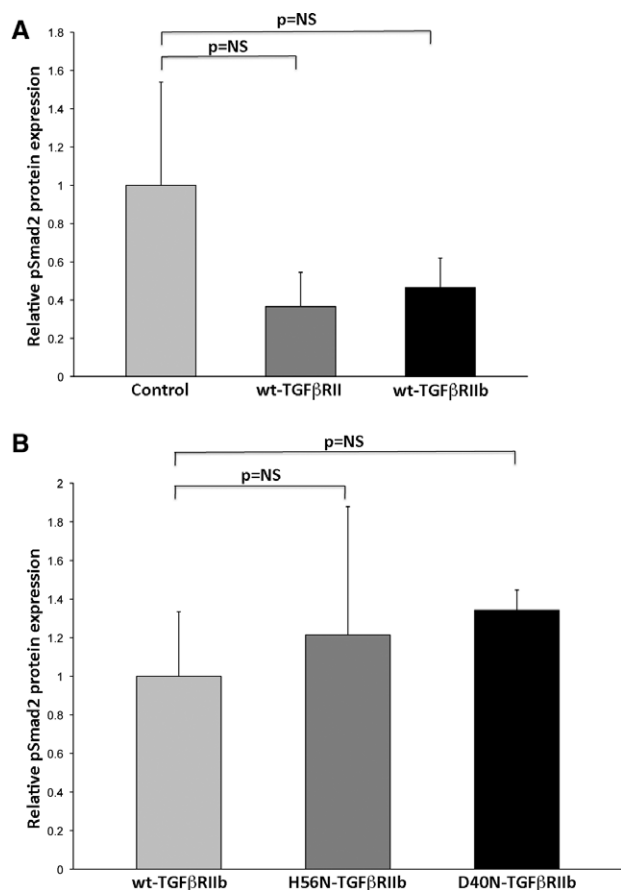 A
p=NS
p=NS
Relative pSmad2 protein expression
1.8
1.6
1.4
1.2
1
0.8
0.6
0.4
0.2
0
Control wt-TGFβRII wt-TGFβRIIb
B
p=NS
p=NS
Relative pSmad2 protein expression
2
1.8
1.6
1.4
1.2
1
0.8
0.6
0.4
0.2
0
wt-TGFβRIIb H56N-TGFβRIIb D40N-TGFβRIIb